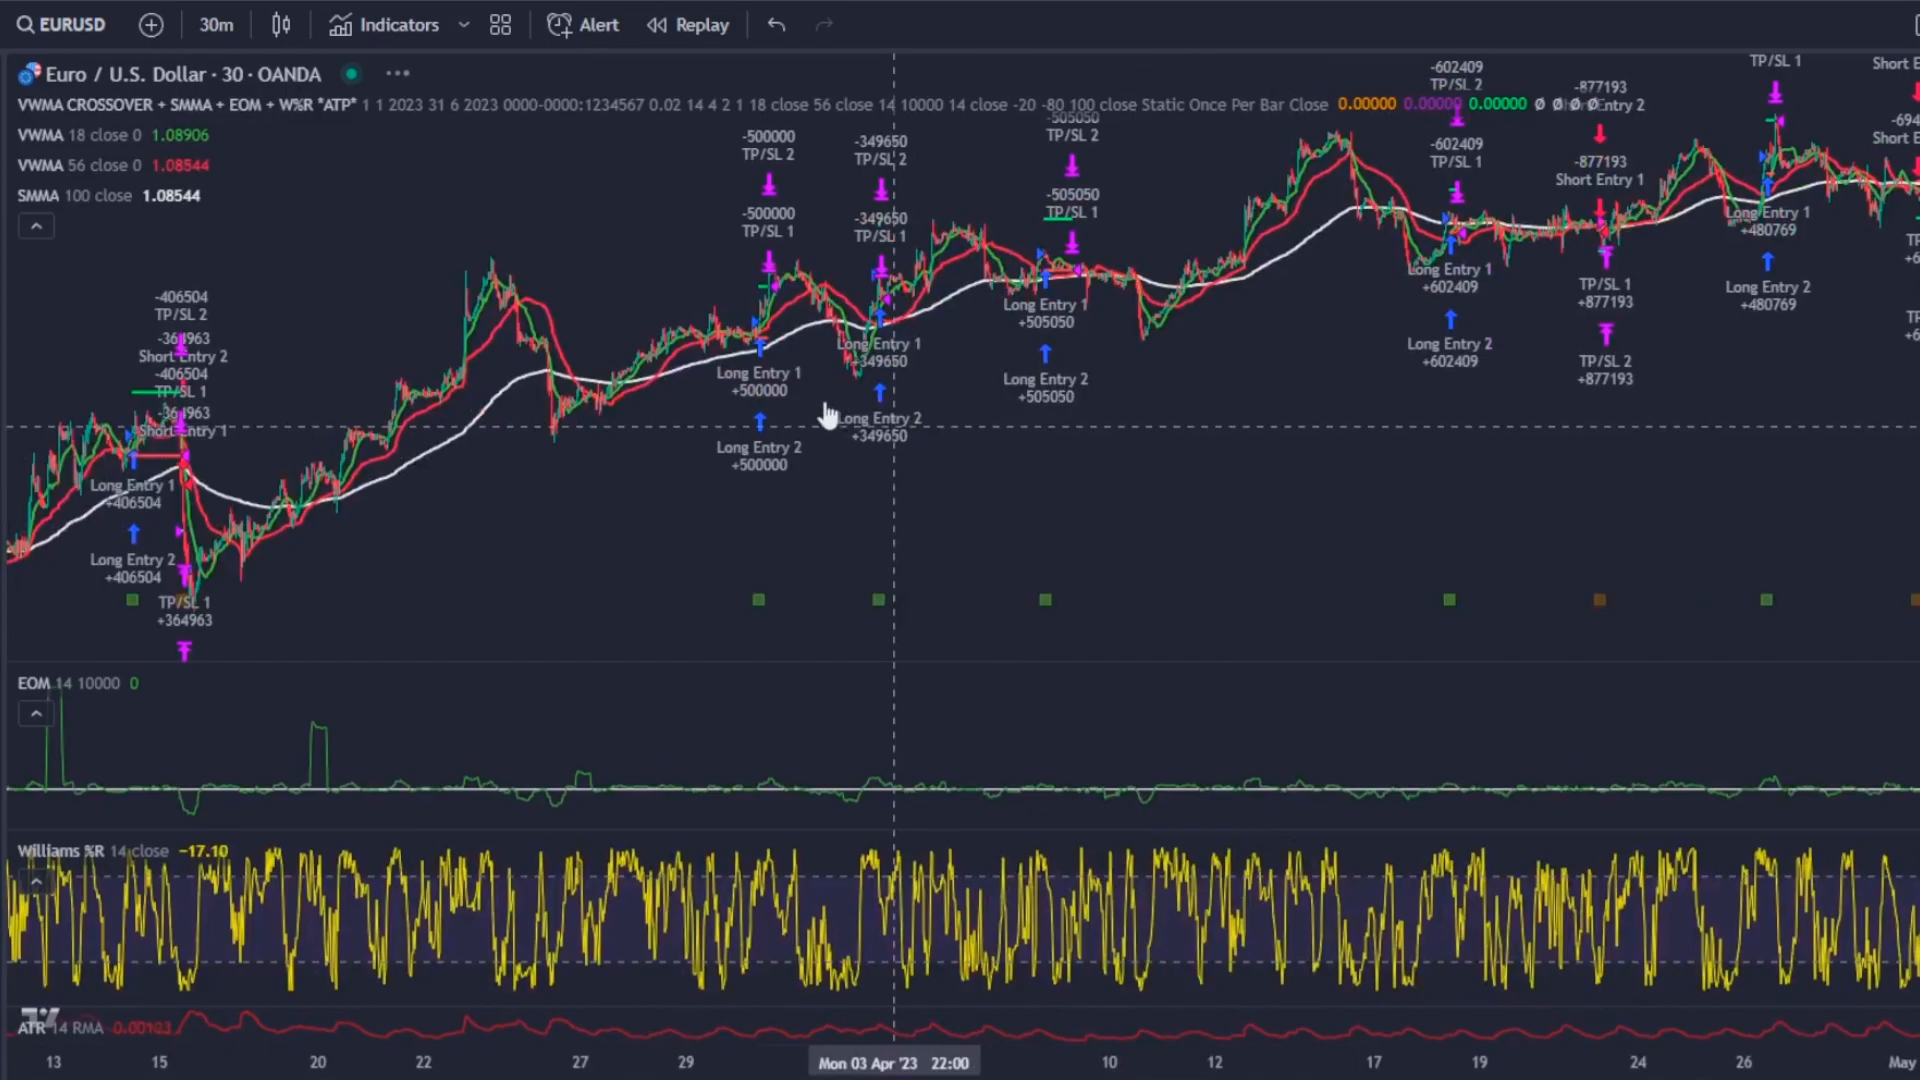 EURUSD 30m Indicators Alert Replay
Euro / U.S. Dollar · 30 · OANDA
VWMA CROSSOVER + SMMA + EOM + W%R *ATP* 1 1 2023 31 6 2023 0000-0000:1234567 0.02 14 4 2 1 18 close 56 close 14 10000 14 close -20 -80 100 close Static Once Per Bar Close 0.00000 0.00000 0.00000 Ø Ø Ø Ø
VWMA 18 close 0 1.08906
VWMA 56 close 0 1.08544
SMMA 100 close 1.08544
-406504
TP/SL 2
-364963
Short Entry 2
-406504
TP/SL 1
-364963
Short Entry 1
Long Entry 1
+406504
Long Entry 2
+406504
TP/SL 1
+364963
-500000
TP/SL 2
-500000
TP/SL 1
Long Entry 1
+500000
Long Entry 2
+500000
-349650
TP/SL 2
-349650
TP/SL 1
Long Entry 1
+349650
Long Entry 2
+349650
-505050
TP/SL 2
-505050
TP/SL 1
Long Entry 1
+505050
Long Entry 2
+505050
-602409
TP/SL 2
-602409
TP/SL 1
Long Entry 1
+602409
Long Entry 2
+602409
-877193
Short Entry 2
-877193
Short Entry 1
TP/SL 1
+877193
TP/SL 2
+877193
TP/SL 1
Long Entry 1
+480769
Long Entry 2
+480769
Short E
-694
Short E
EOM 14 10000 0
Williams %R 14 close −17.10
ATR 14 RMA 0.00103
13 15 20 22 27 29 Mon 03 Apr '23 22:00 10 12 17 19 24 26 May